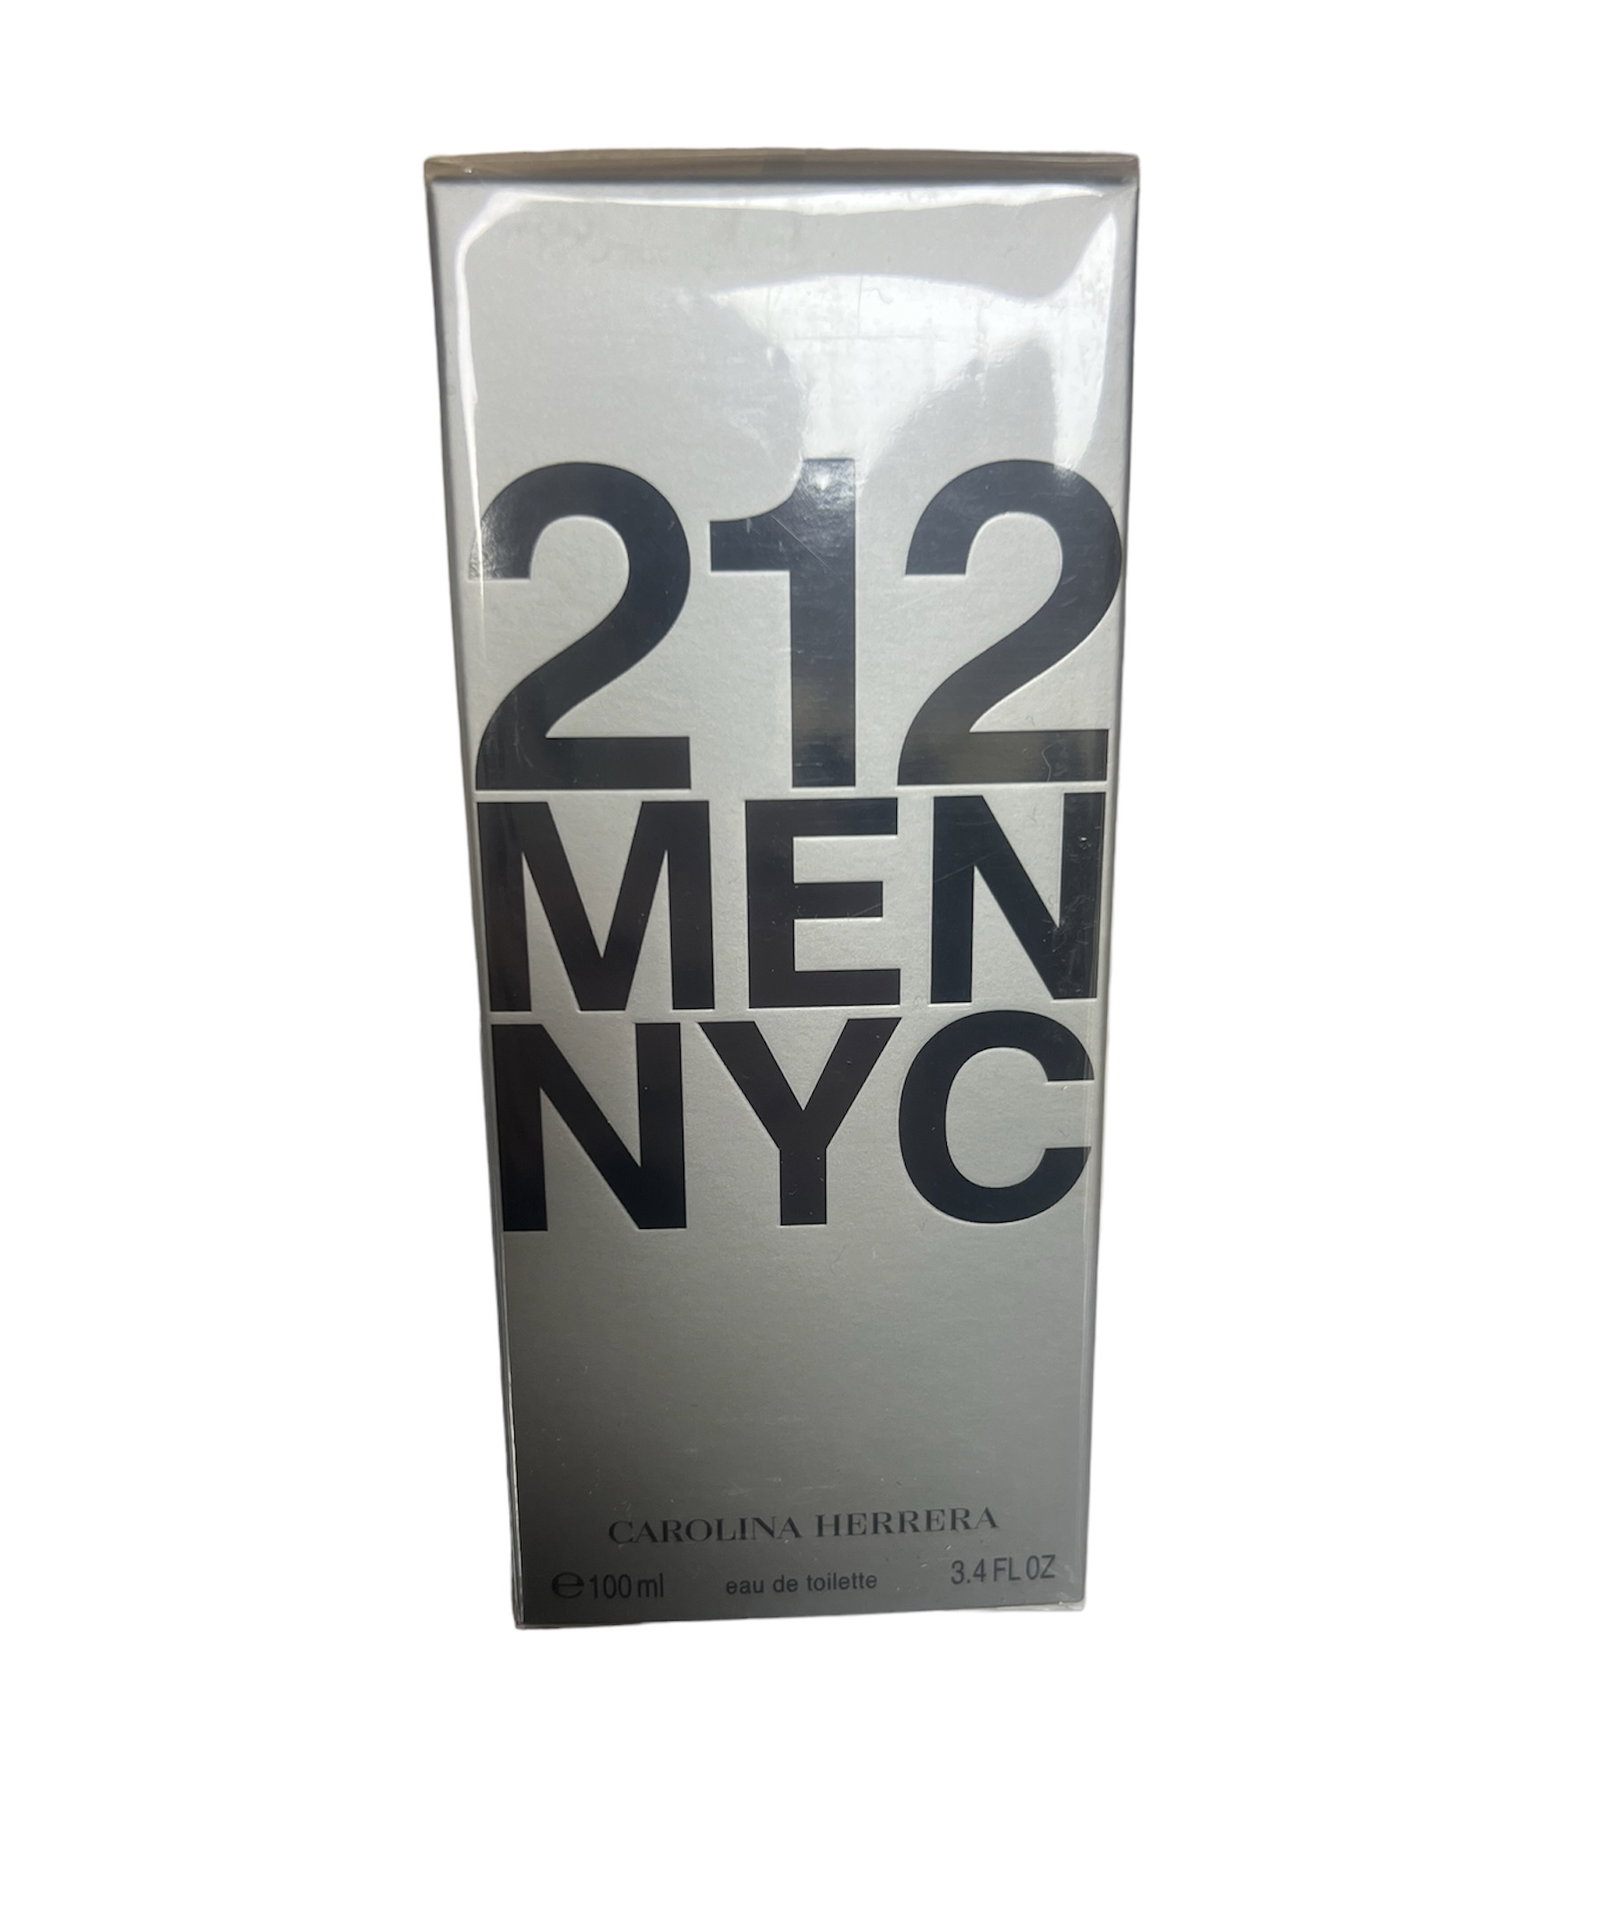 212
MEN
NYC
CAROLINA HERRERA
℮100 ml eau de toilette 3.4 FL OZ